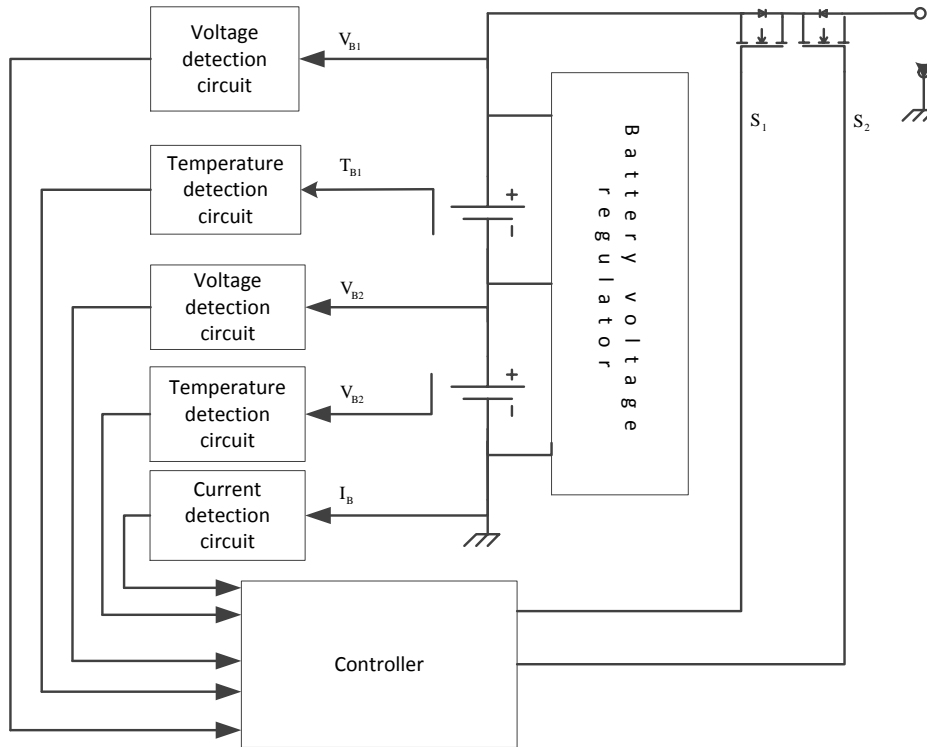 Voltage
detection
circuit
V_B1
Temperature
detection
circuit
T_B1
Voltage
detection
circuit
V_B2
Temperature
detection
circuit
V_B2
Current
detection
circuit
I_B
+
−
+
−
Battery voltage
regulator
S_1
S_2
Controller